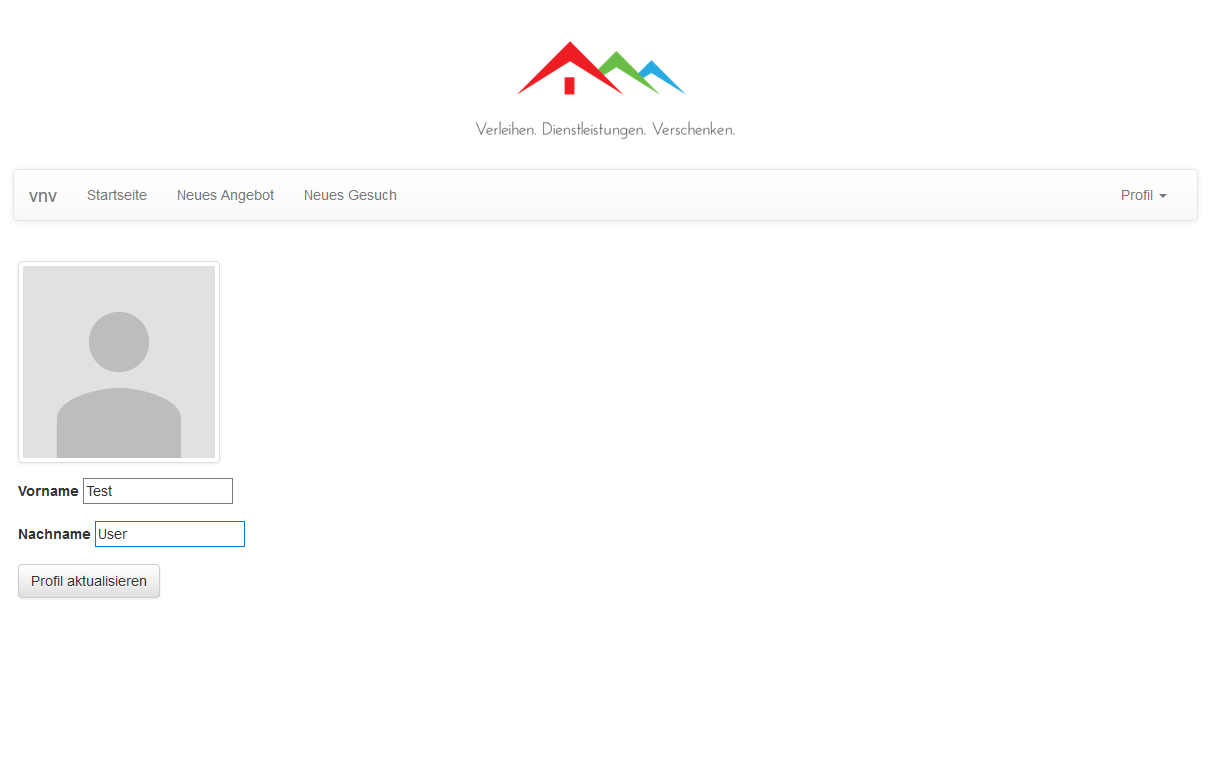 Verleihen. Dienstleistungen. Verschenken.
vnv Startseite Neues Angebot Neues Gesuch Profil
Vorname Test
Nachname User
Profil aktualisieren